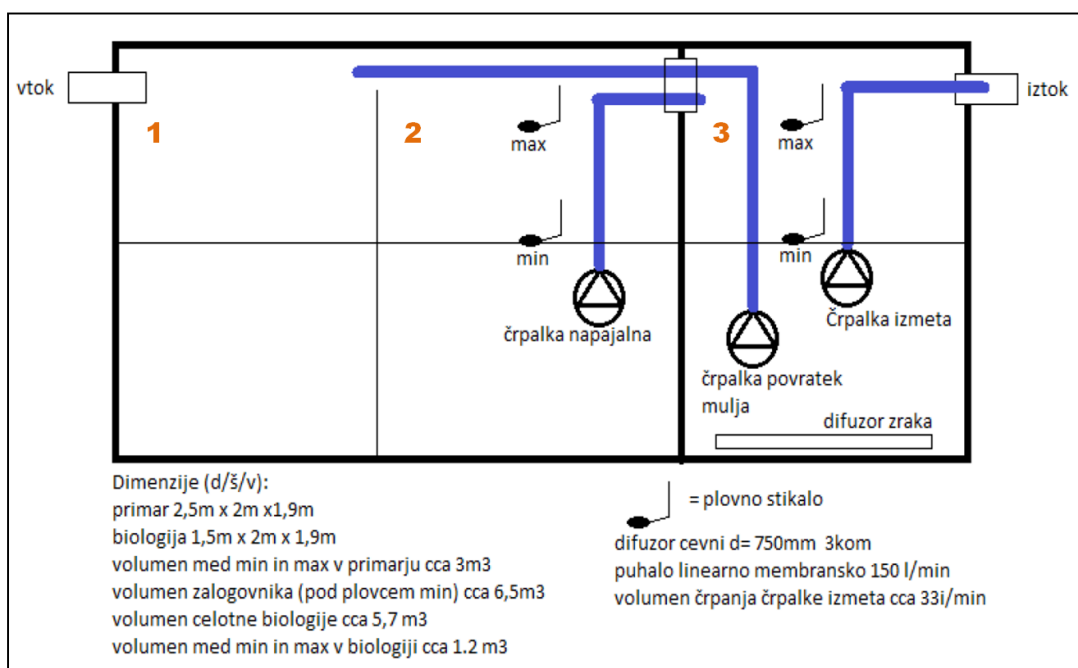 vtok
1
2
3
max
max
iztok
min
min
črpalka napajalna
Črpalka izmeta
črpalka povratek
mulja
difuzor zraka
Dimenzije (d/š/v):
primar 2,5m x 2m x1,9m
biologija 1,5m x 2m x 1,9m
volumen med min in max v primarju cca 3m3
volumen zalogovnika (pod plovcem min) cca 6,5m3
volumen celotne biologije cca 5,7 m3
volumen med min in max v biologiji cca 1.2 m3
= plovno stikalo
difuzor cevni d= 750mm 3kom
puhalo linearno membransko 150 l/min
volumen črpanja črpalke izmeta cca 33i/min